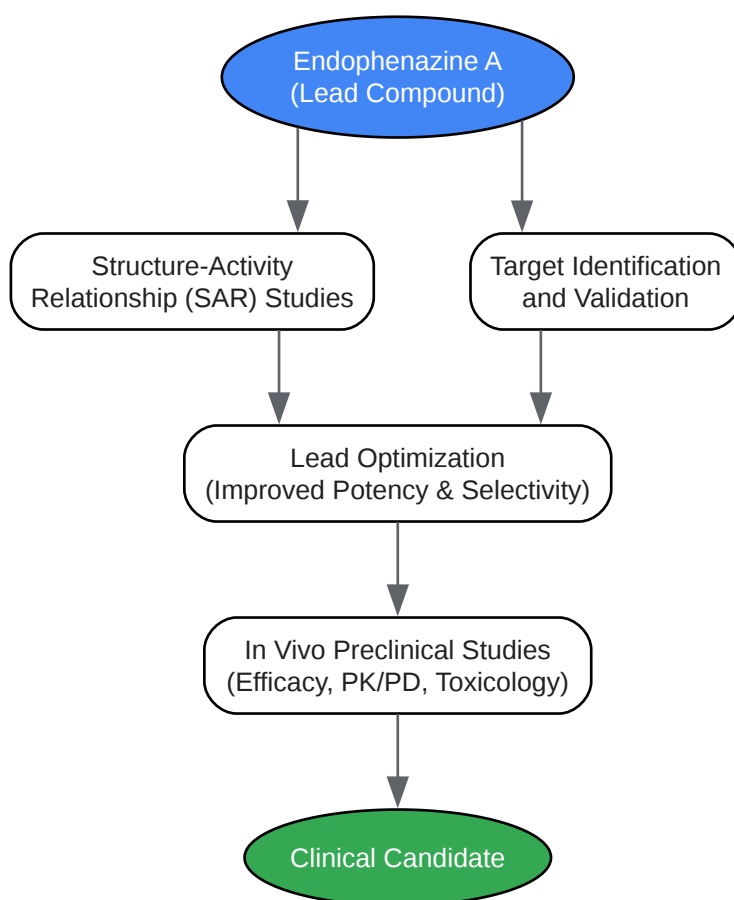 Endophenazine A
(Lead Compound)
Structure-Activity
Relationship (SAR) Studies
Target Identification
and Validation
Lead Optimization
(Improved Potency & Selectivity)
In Vivo Preclinical Studies
(Efficacy, PK/PD, Toxicology)
Clinical Candidate